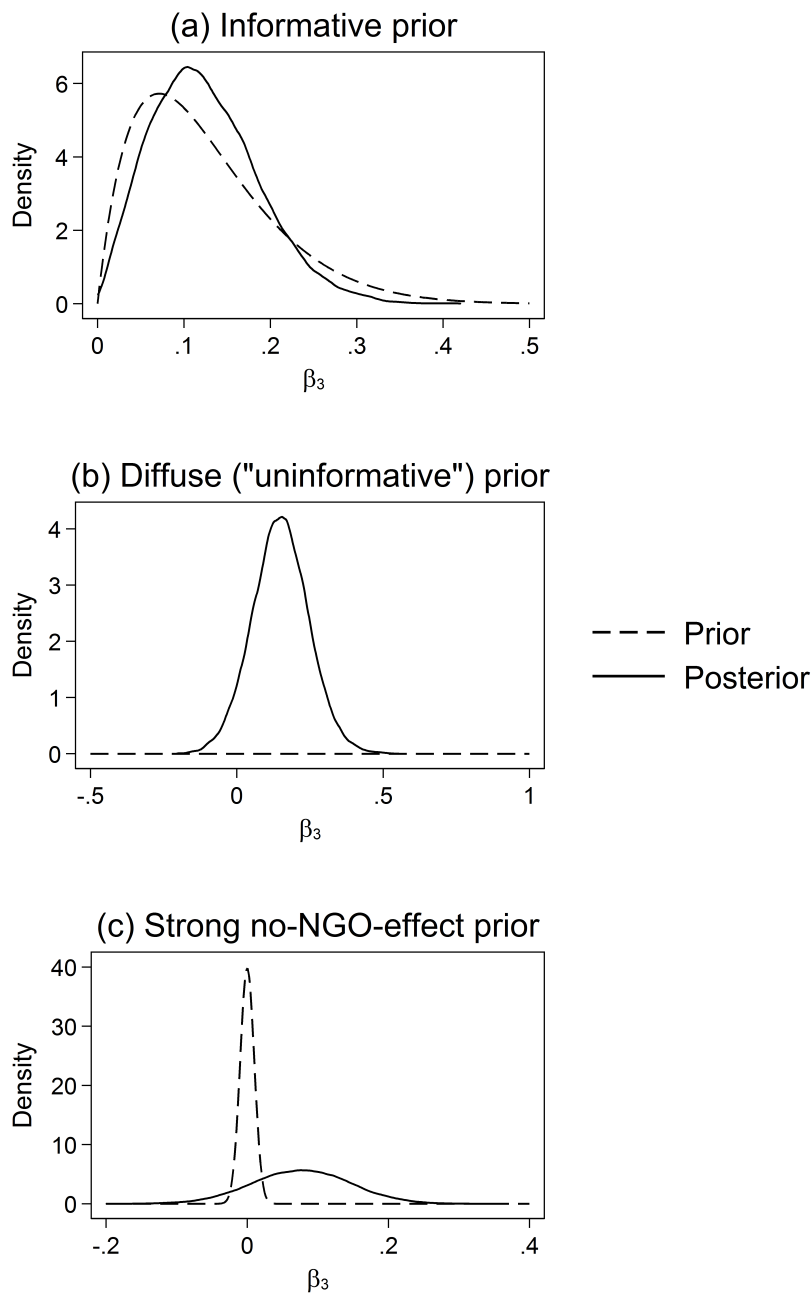 (a) Informative prior
6
4
2
0
Density
0 .1 .2 .3 .4 .5
β3
(b) Diffuse ("uninformative") prior
4
3
2
1
0
Density
-.5 0 .5 1
β3
Prior
Posterior
(c) Strong no-NGO-effect prior
40
30
20
10
0
Density
-.2 0 .2 .4
β3